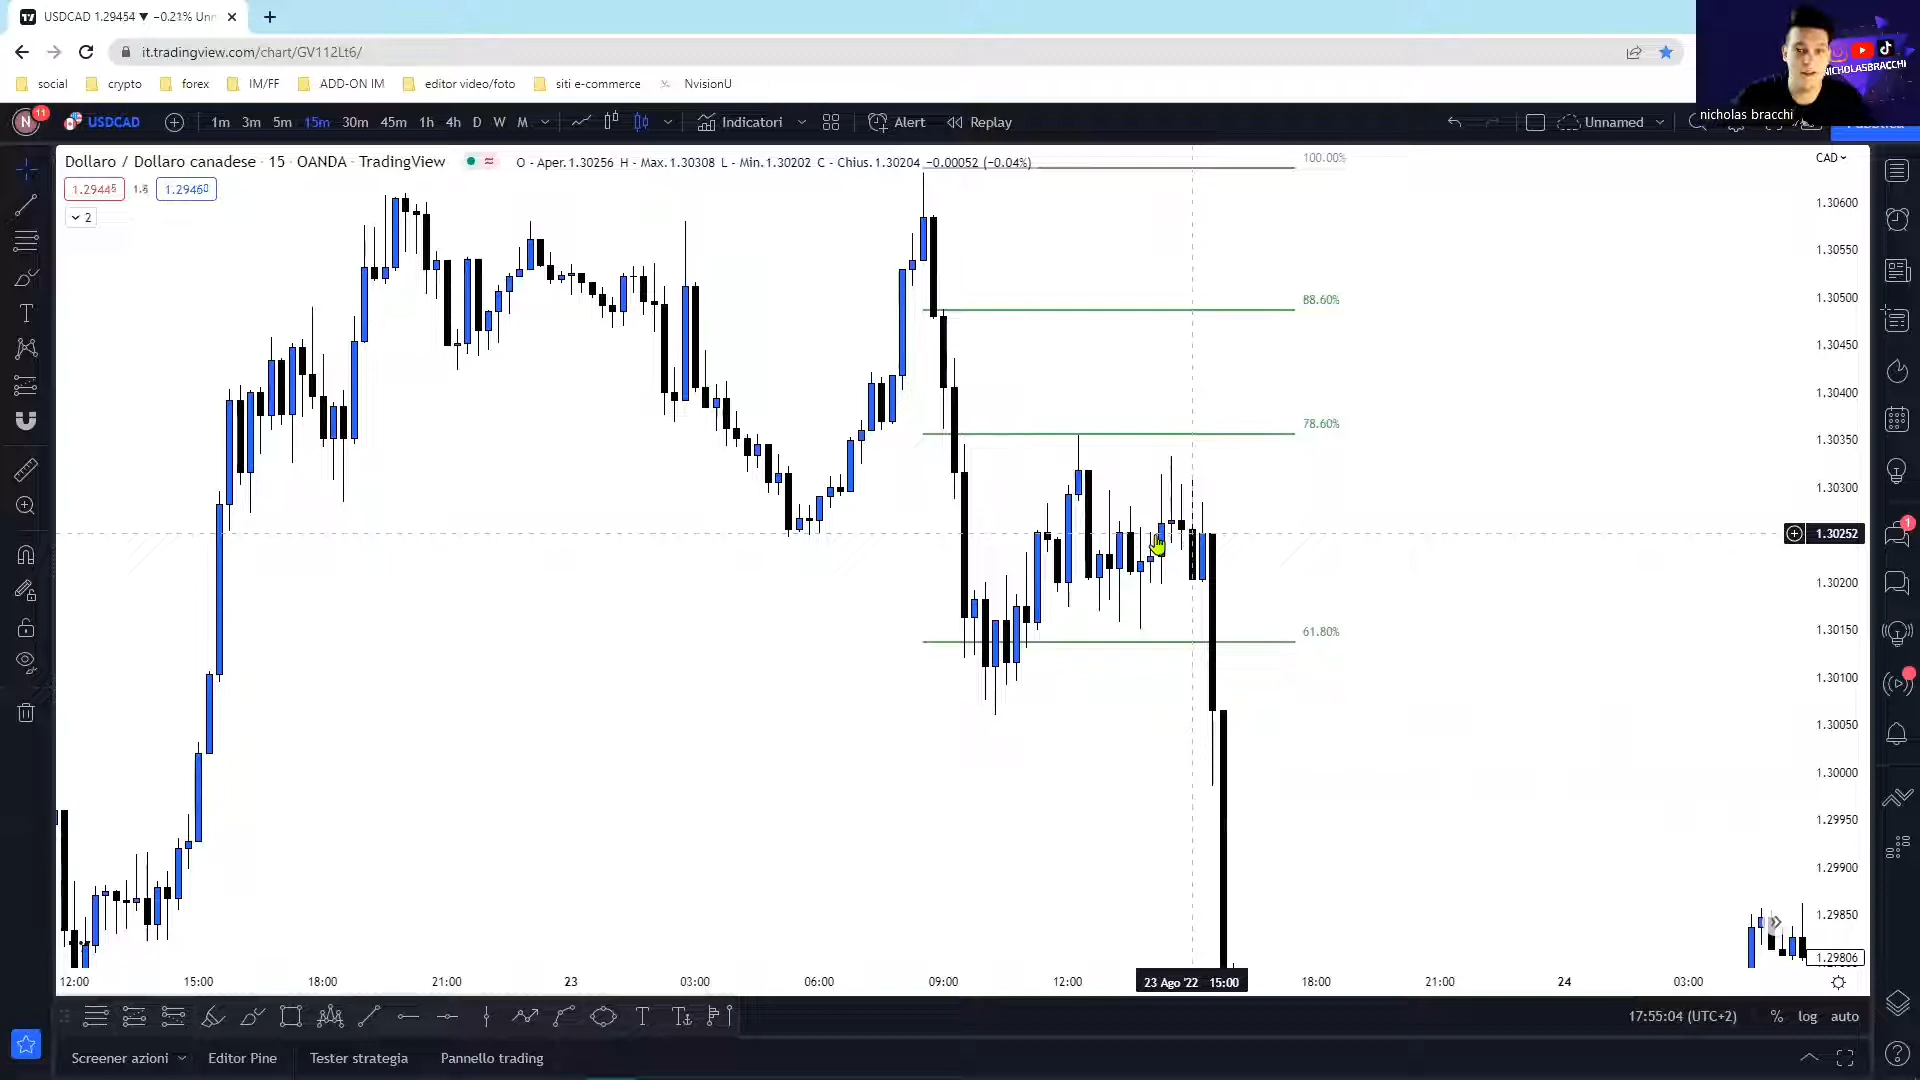 USDCAD 1.29454 ▼ −0.21% Unn
it.tradingview.com/chart/GV112Lt6/
social crypto forex IM/FF ADD-ON IM editor video/foto siti e-commerce NvisionU
NICHOLASBRACCHI
nicholas bracchi
N 11 USDCAD 1m 3m 5m 15m 30m 45m 1h 4h D W M Indicatori Alert Replay Unnamed
Dollaro / Dollaro canadese · 15 · OANDA · TradingView O - Aper.1.30256 H - Max.1.30308 L - Min.1.30202 C - Chius.1.30204 −0.00052 (−0.04%)
CAD
1.29445 1.5 1.29460
2
100.00%
88.60%
78.60%
61.80%
1.30600
1.30550
1.30500
1.30450
1.30400
1.30350
1.30300
1.30252
1.30200
1.30150
1.30100
1.30050
1.30000
1.29950
1.29900
1.29850
1.29806
1
12:00 15:00 18:00 21:00 23 03:00 06:00 09:00 12:00 23 Ago '22 15:00 18:00 21:00 24 03:00
17:55:04 (UTC+2) % log auto
Screener azioni Editor Pine Tester strategia Pannello trading